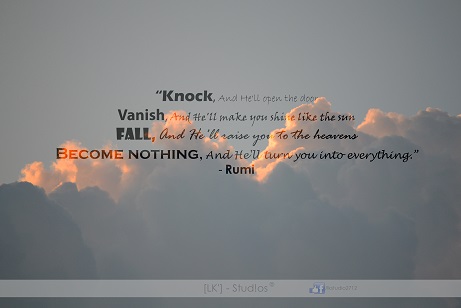 “Knock, And He'll open the door
Vanish, And He'll make you shine like the sun
FALL, And He'll raise you to the heavens
BECOME NOTHING, And He'll turn you into everything.”
- Rumi
[LK'] - Studios®